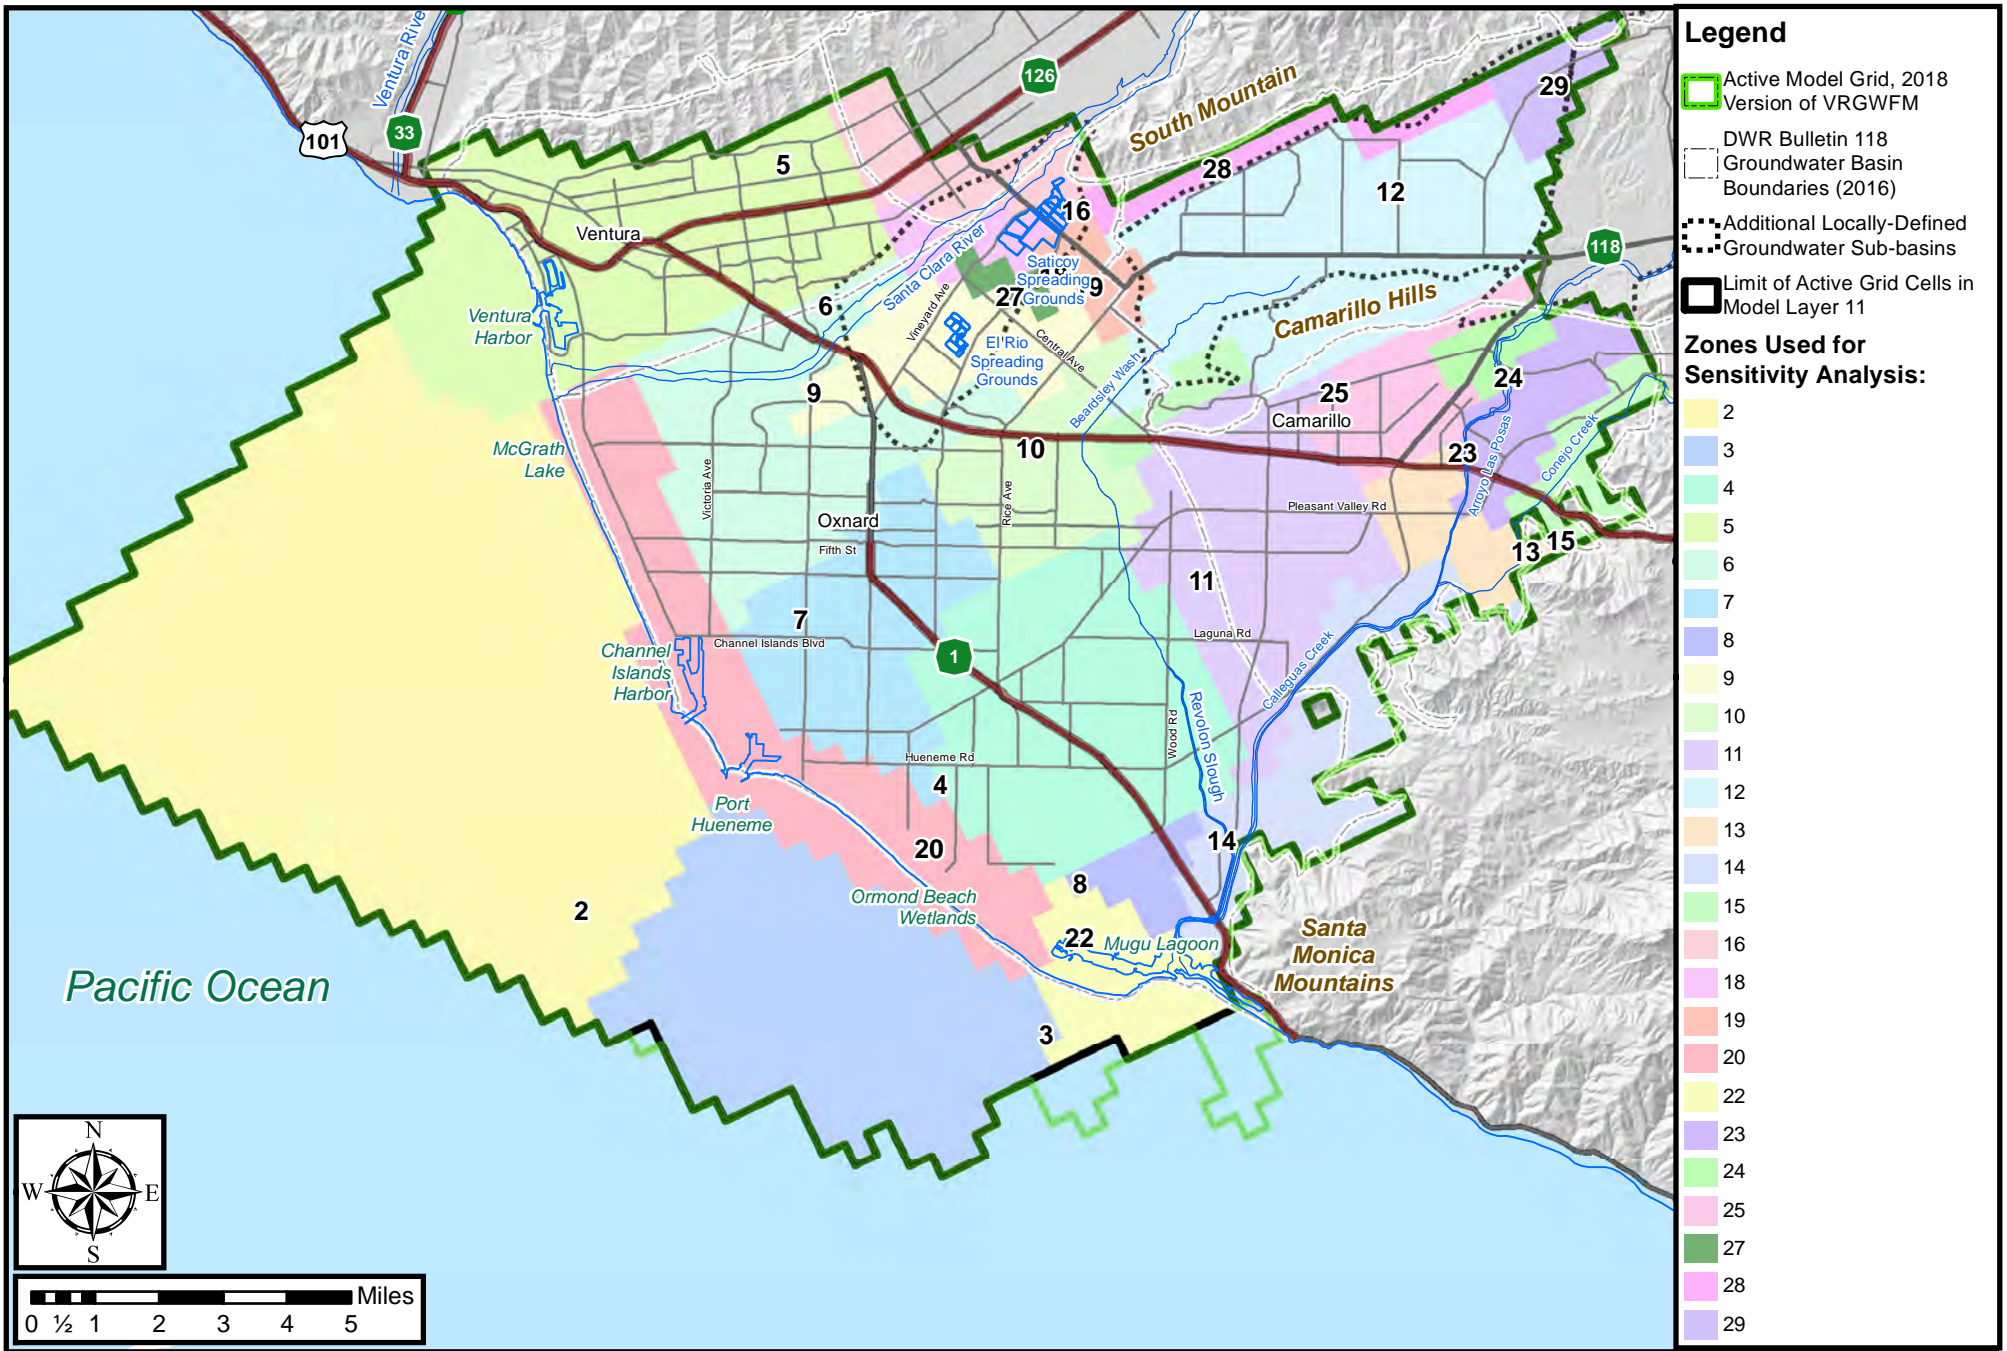 Ventura River
101
33
126
South Mountain
29
5
28
12
16
118
Ventura
Santa Clara River
Saticoy
Spreading
Grounds
18
27
19
6
Vineyard Ave
Camarillo Hills
Ventura
Harbor
El Rio
Spreading
Grounds
Central Ave
Beardsley Wash
24
9
25
Camarillo
10
23
Arroyo Las Posas
Conejo Creek
McGrath
Lake
Victoria Ave
Rice Ave
Pleasant Valley Rd
Oxnard
Fifth St
13
15
11
7
Channel Islands Blvd
Laguna Rd
1
Channel
Islands
Harbor
Calleguas Creek
Revolon Slough
Wood Rd
Hueneme Rd
4
Port
Hueneme
14
20
8
Ormond Beach
Wetlands
2
22
Mugu Lagoon
Santa
Monica
Mountains
Pacific Ocean
3
N
W
E
S
Miles
0 ½ 1 2 3 4 5
Legend
Active Model Grid, 2018
Version of VRGWFM
DWR Bulletin 118
Groundwater Basin
Boundaries (2016)
Additional Locally-Defined
Groundwater Sub-basins
Limit of Active Grid Cells in
Model Layer 11
Zones Used for
Sensitivity Analysis:
2
3
4
5
6
7
8
9
10
11
12
13
14
15
16
18
19
20
22
23
24
25
27
28
29